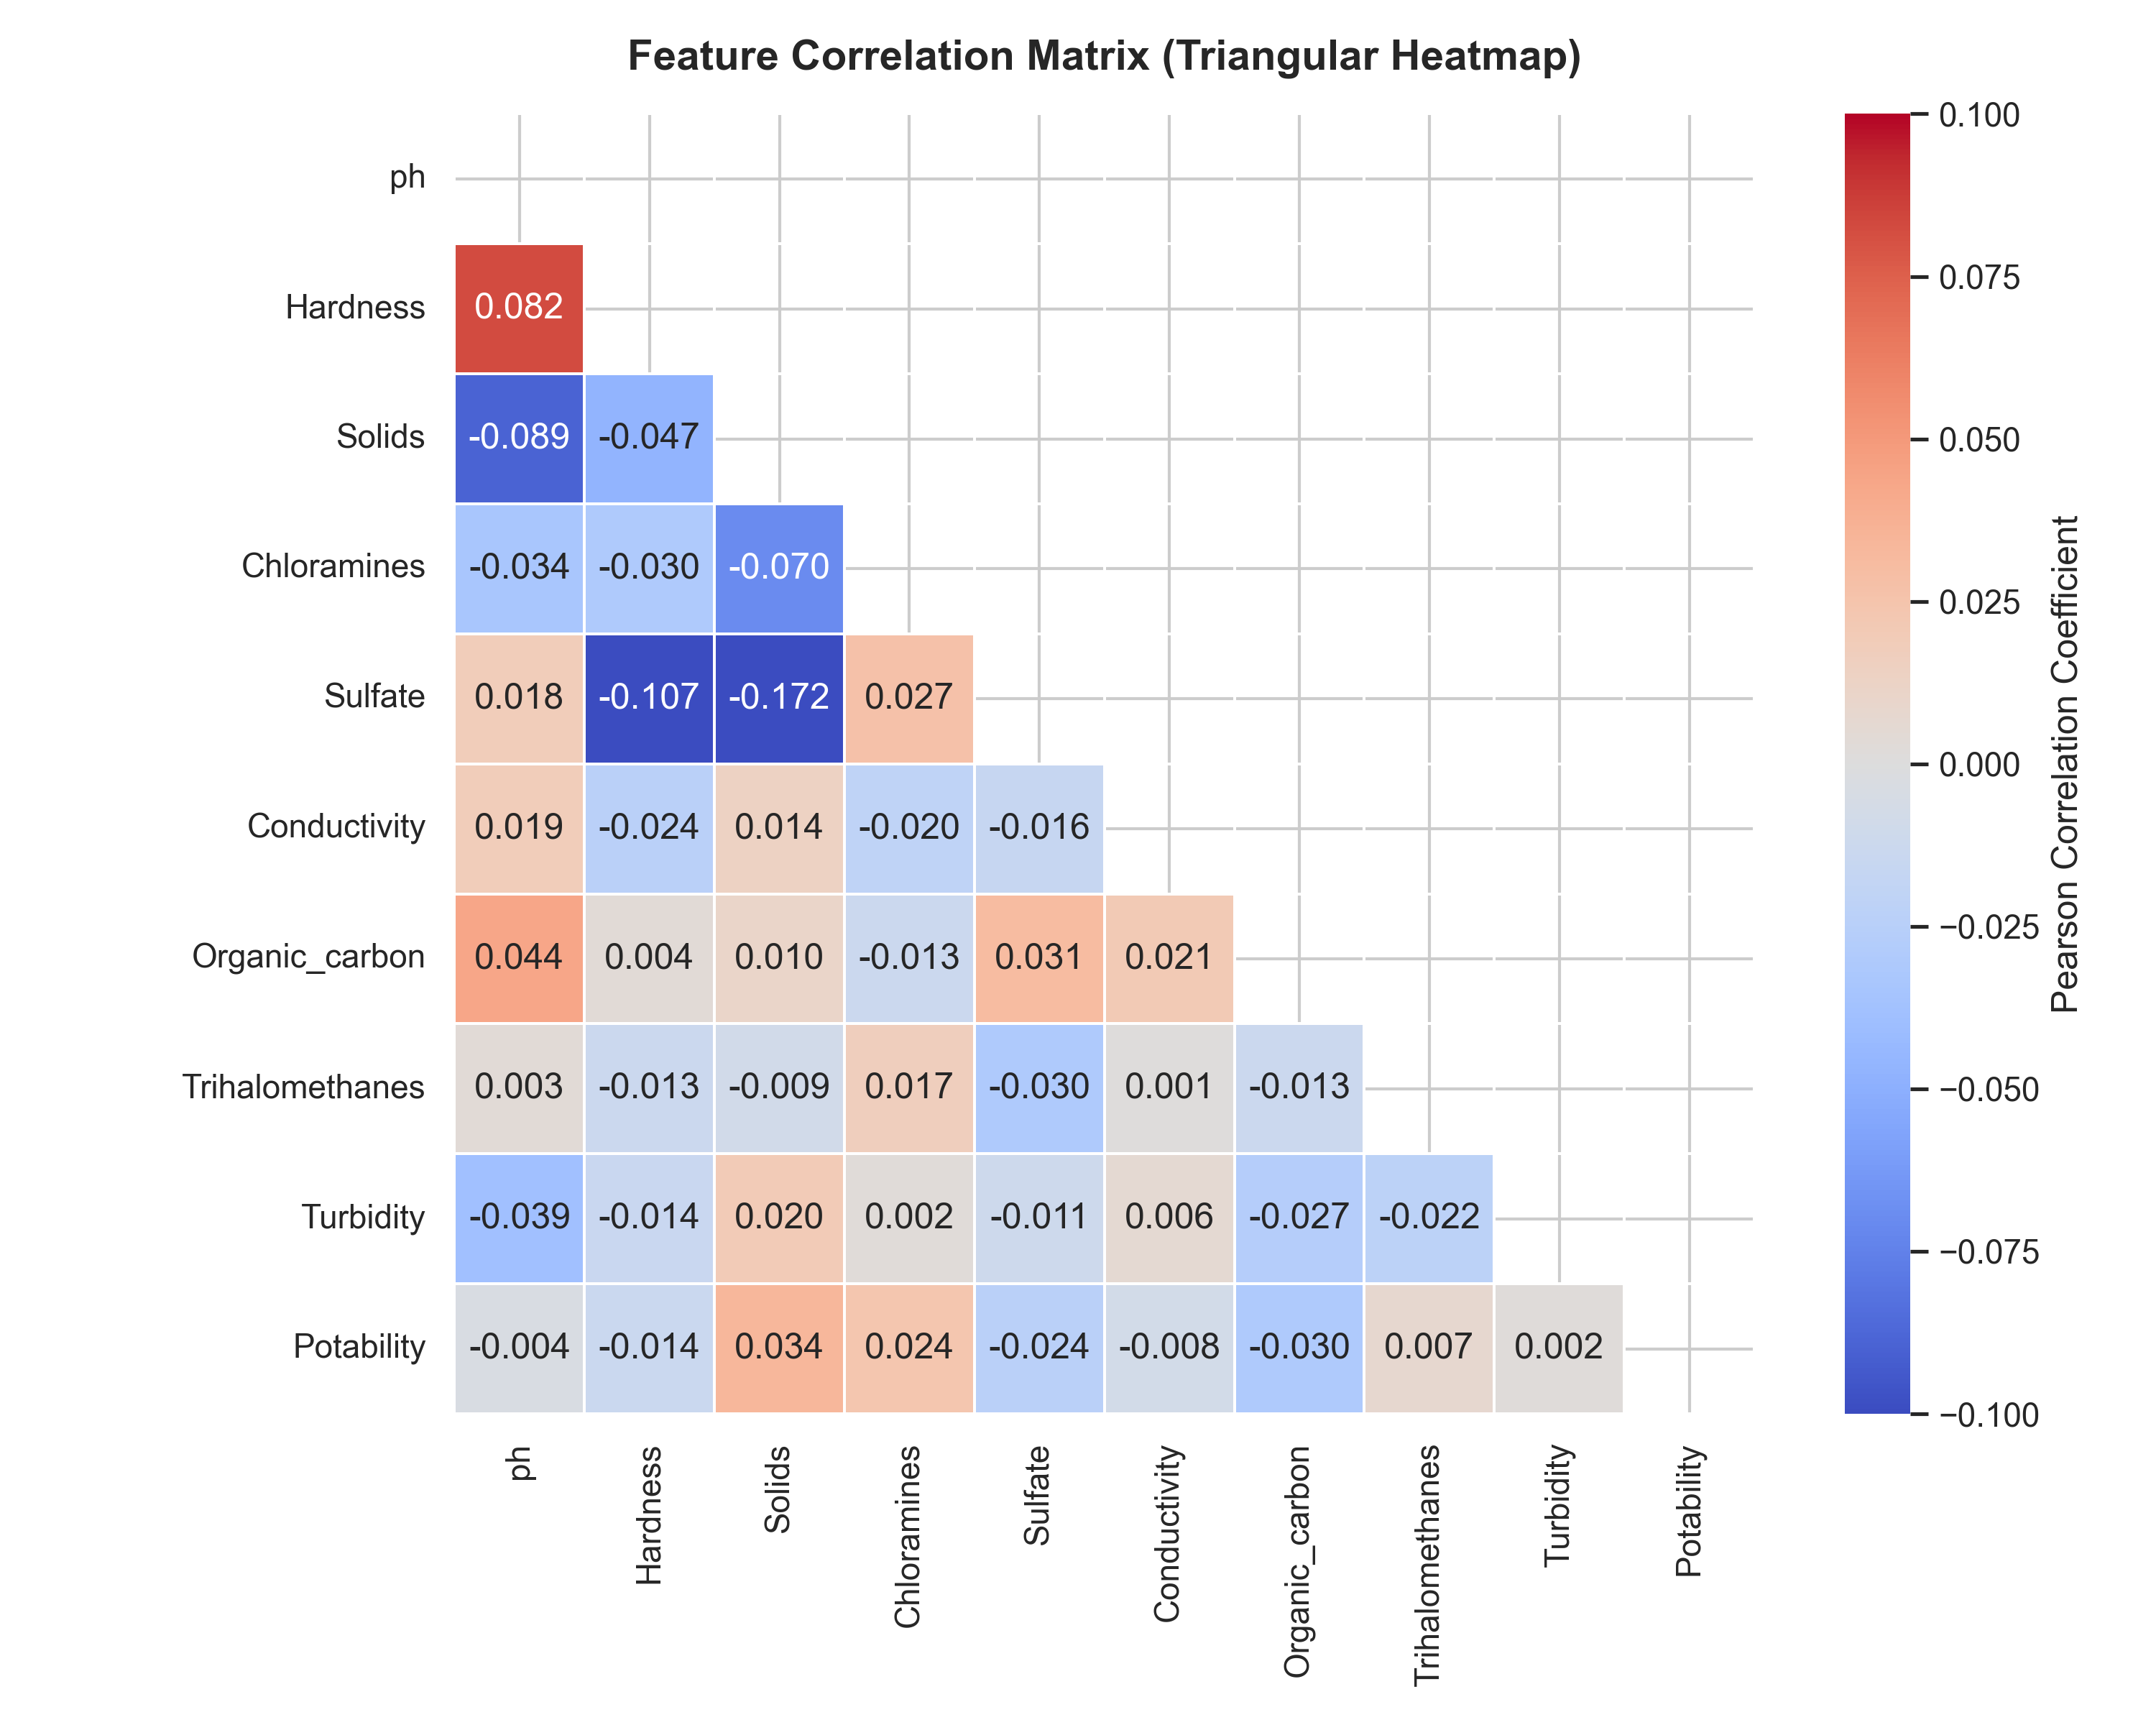 Feature Correlation Matrix (Triangular Heatmap)
ph
Hardness 0.082
Solids -0.089 -0.047
Chloramines -0.034 -0.030 -0.070
Sulfate 0.018 -0.107 -0.172 0.027
Conductivity 0.019 -0.024 0.014 -0.020 -0.016
Organic_carbon 0.044 0.004 0.010 -0.013 0.031 0.021
Trihalomethanes 0.003 -0.013 -0.009 0.017 -0.030 0.001 -0.013
Turbidity -0.039 -0.014 0.020 0.002 -0.011 0.006 -0.027 -0.022
Potability -0.004 -0.014 0.034 0.024 -0.024 -0.008 -0.030 0.007 0.002
ph
Hardness
Solids
Chloramines
Sulfate
Conductivity
Organic_carbon
Trihalomethanes
Turbidity
Potability
0.100
0.075
0.050
0.025
0.000
−0.025
−0.050
−0.075
−0.100
Pearson Correlation Coefficient